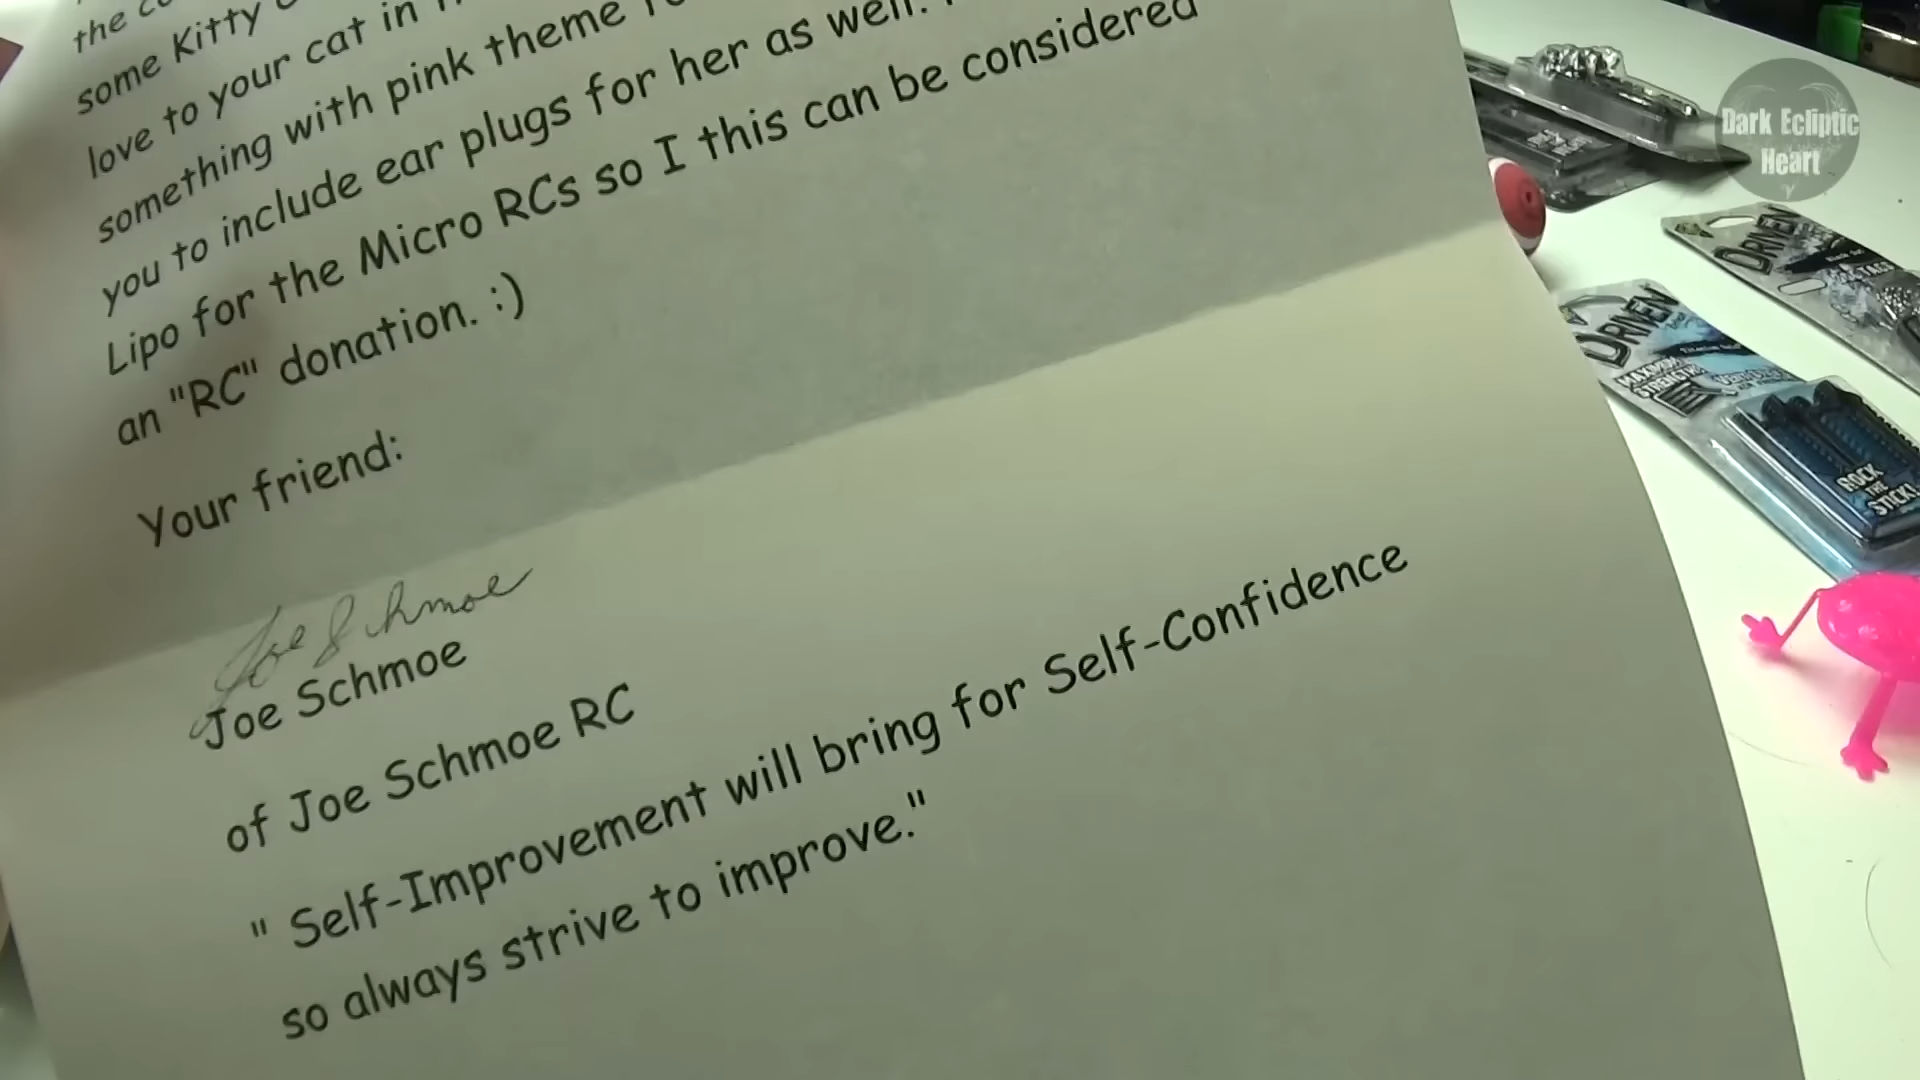 the
some Kitty
love to your cat in
something with pink theme
you to include ear plugs for her as well.
Lipo for the Micro RCs so I this can be considered
an "RC" donation. :)
Your friend:
Joe Schmoe
Joe Schmoe
of Joe Schmoe RC
" Self-Improvement will bring for Self-Confidence
so always strive to improve."
Dark Ecliptic
Heart
DRIVEN
DRIVEN
MAXIMUM
STRENGTH
ROCK
THE
STICK!